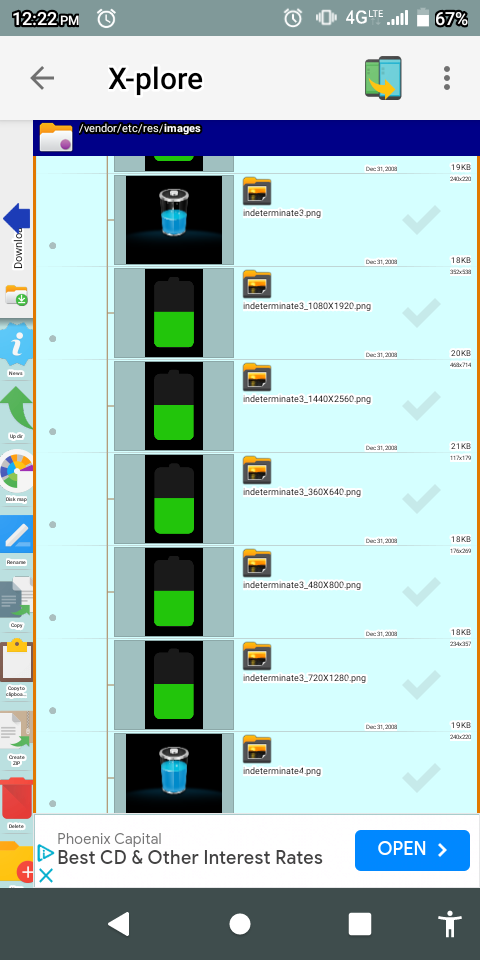 12:22 PM
4G LTE
67%
X-plore
/vendor/etc/res/images
Downloa
Dec 31, 2008
19KB
240x220
indeterminate3.png
Dec 31, 2008
18KB
352x538
indeterminate3_1080X1920.png
Dec 31, 2008
20KB
468x714
indeterminate3_1440X2560.png
Dec 31, 2008
21KB
117x179
indeterminate3_360X640.png
Dec 31, 2008
18KB
176x269
indeterminate3_480X800.png
Dec 31, 2008
18KB
234x357
indeterminate3_720X1280.png
Dec 31, 2008
19KB
240x220
indeterminate4.png
News
Up dir
Disk map
Rename
Copy
Copy to
clipboa...
Create
ZIP
Delete
Phoenix Capital
Best CD & Other Interest Rates
OPEN